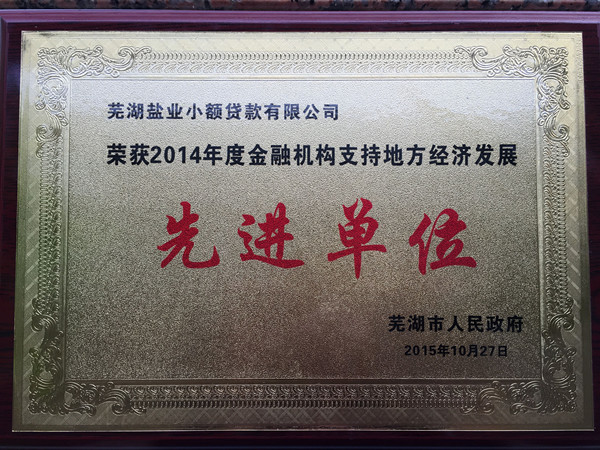 芜湖盐业小额贷款有限公司
荣获2014年度金融机构支持地方经济发展
先进单位
芜湖市人民政府
2015年10月27日